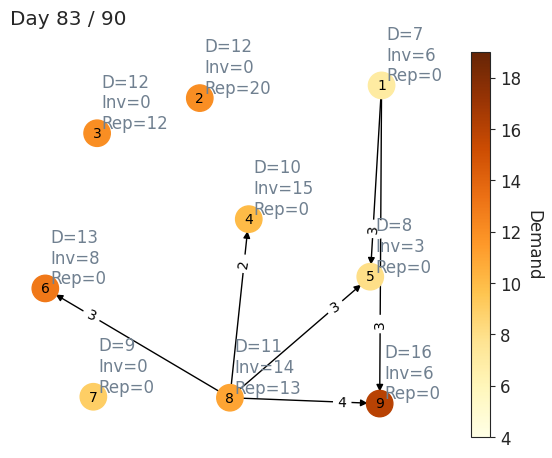 Day 83 / 90
D=7
Inv=6
Rep=0
1
D=12
Inv=0
Rep=20
2
D=12
Inv=0
Rep=12
3
D=10
Inv=15
Rep=0
4
D=8
Inv=3
Rep=0
5
D=13
Inv=8
Rep=0
6
D=9
Inv=0
Rep=0
7
D=11
Inv=14
Rep=13
8
D=16
Inv=6
Rep=0
9
3
3
2
3
3
4
18
16
14
12
10
8
6
4
Demand